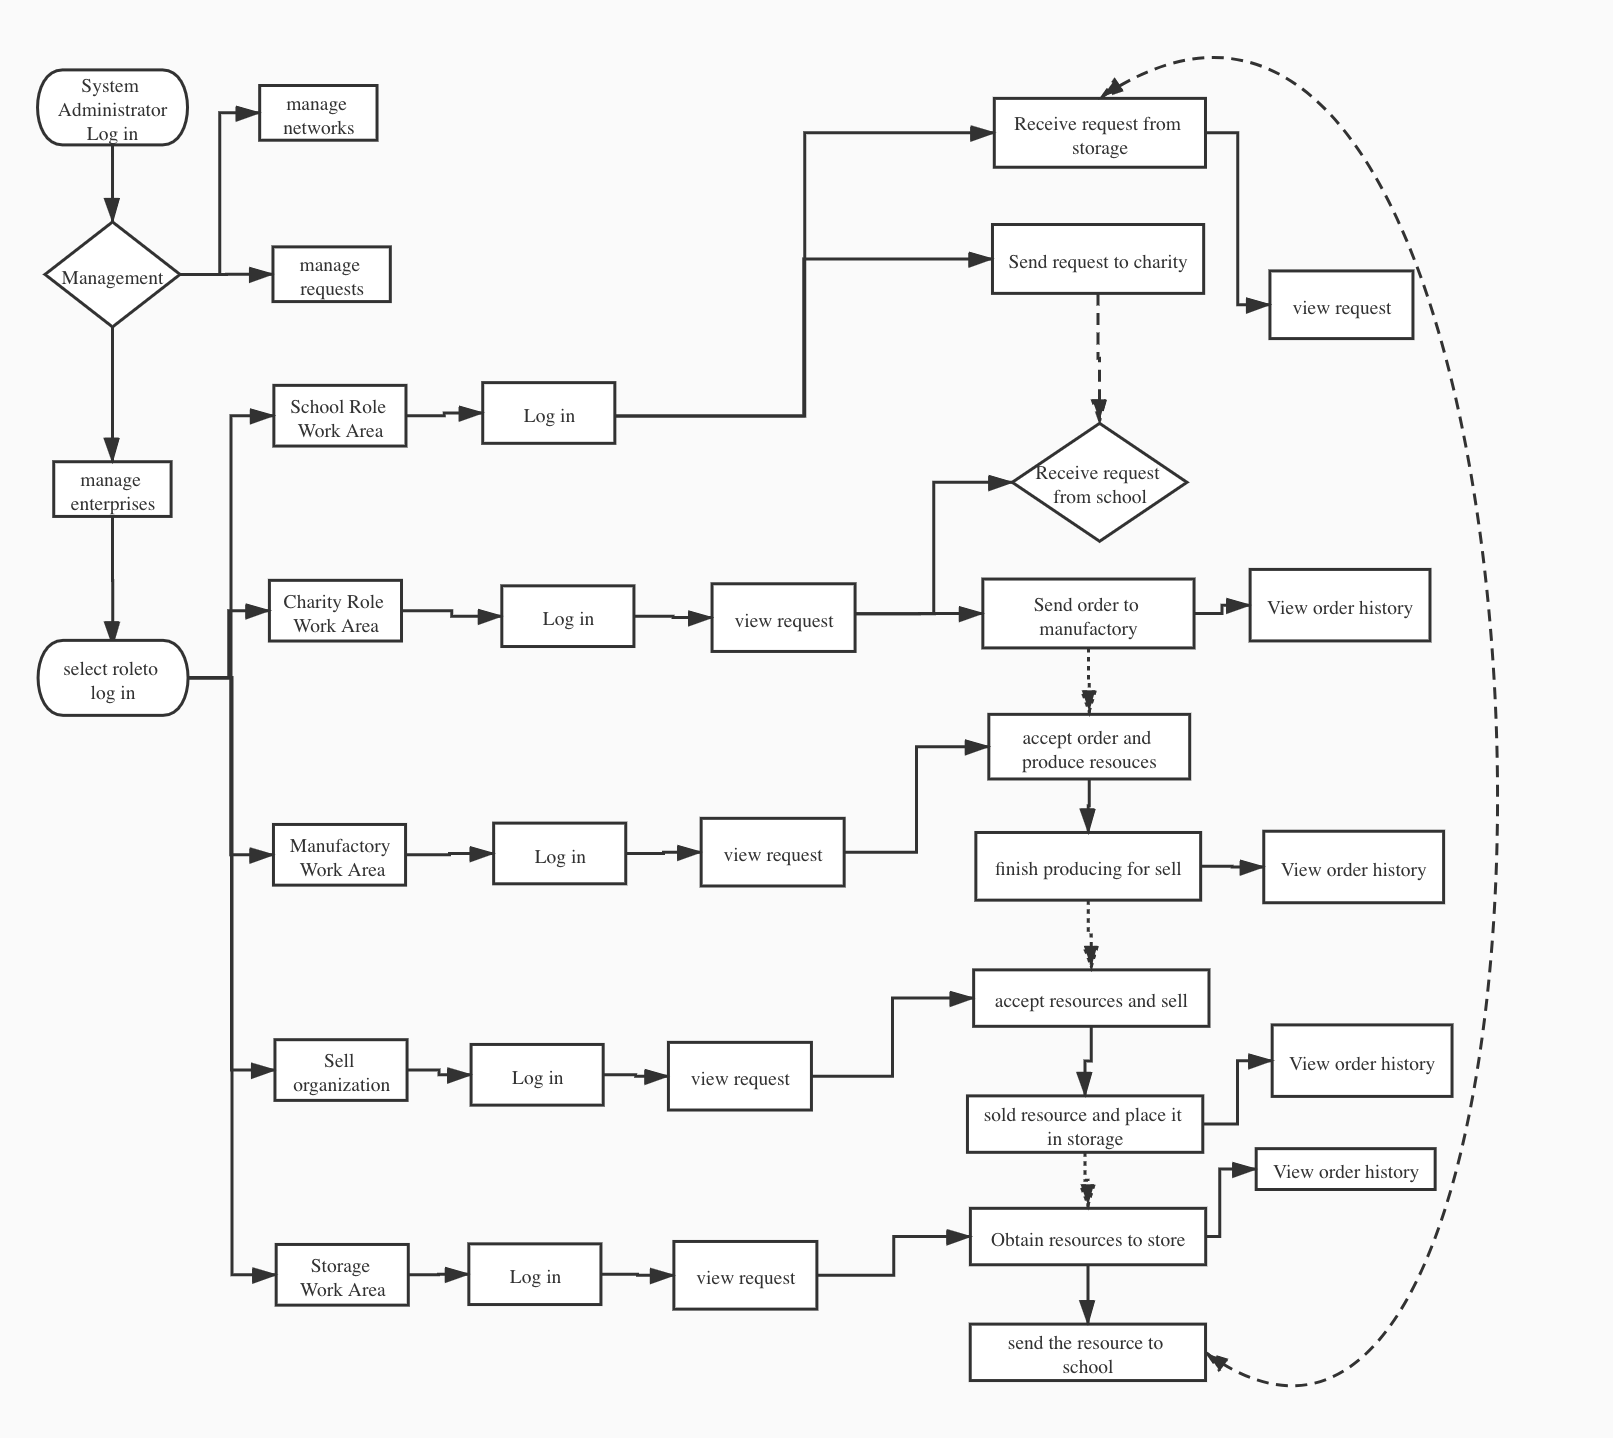 System
Administrator
Log in
manage
networks
Receive request from
storage
Management
manage
requests
Send request to charity
view request
School Role
Work Area
Log in
manage
enterprises
Receive request
from school
select roleto
log in
Charity Role
Work Area
Log in
view request
Send order to
manufactory
View order history
accept order and
produce resouces
Manufactory
Work Area
Log in
view request
finish producing for sell
View order history
accept resources and sell
Sell
organization
Log in
view request
View order history
sold resource and place it
in storage
View order history
Obtain resources to store
Storage
Work Area
Log in
view request
send the resource to
school